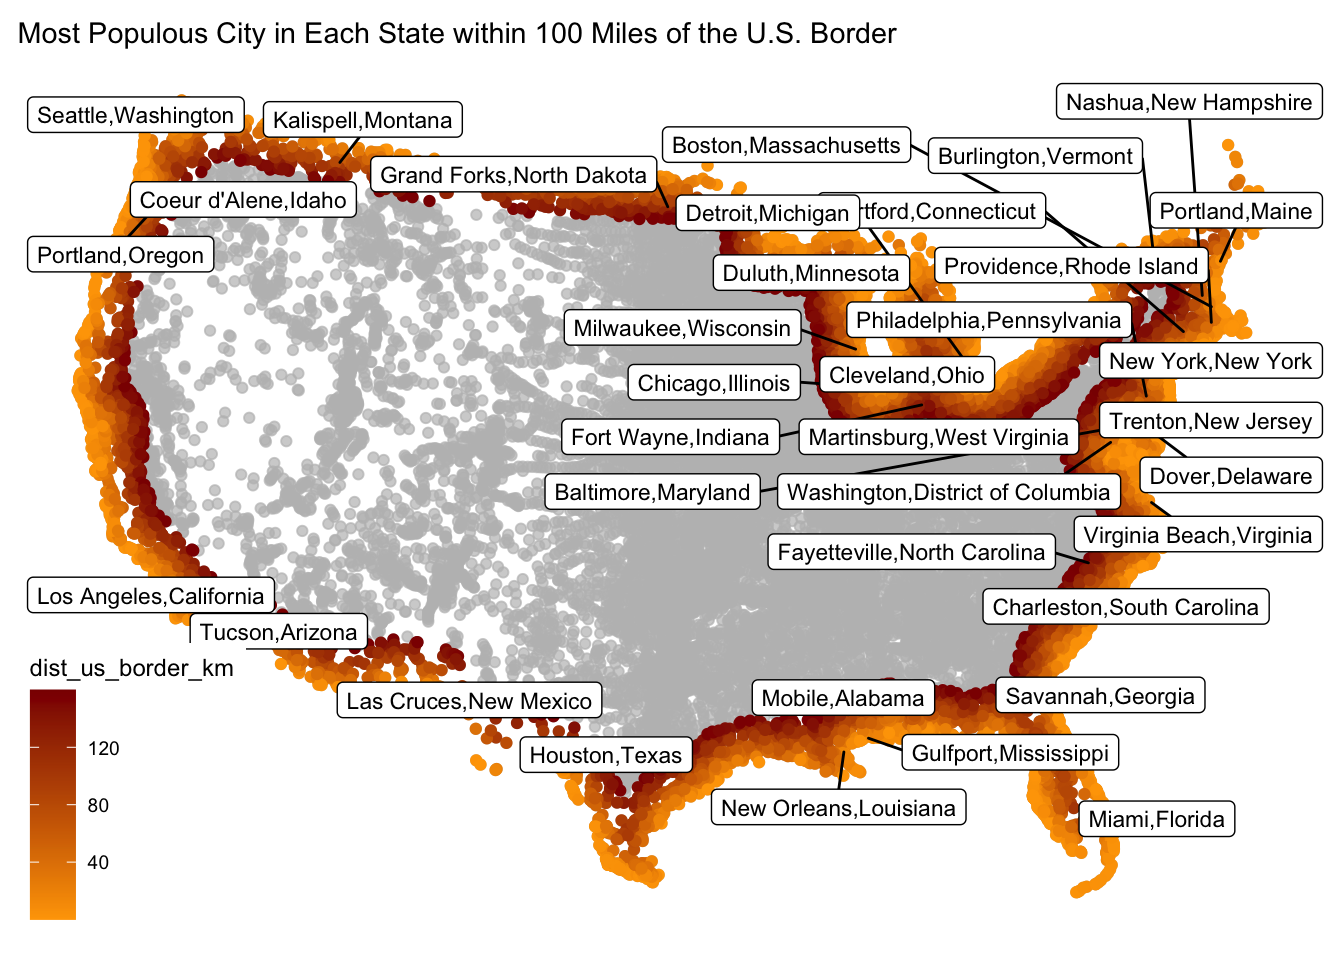 Most Populous City in Each State within 100 Miles of the U.S. Border
Nashua,New Hampshire
Seattle,Washington
Kalispell,Montana
Boston,Massachusetts
Burlington,Vermont
Grand Forks,North Dakota
Coeur d'Alene,Idaho
Detroit,Michigan
rtford,Connecticut
Portland,Maine
Portland,Oregon
Duluth,Minnesota
Providence,Rhode Island
Milwaukee,Wisconsin
Philadelphia,Pennsylvania
New York,New York
Chicago,Illinois
Cleveland,Ohio
Trenton,New Jersey
Fort Wayne,Indiana
Martinsburg,West Virginia
Dover,Delaware
Baltimore,Maryland
Washington,District of Columbia
Virginia Beach,Virginia
Fayetteville,North Carolina
Los Angeles,California
Charleston,South Carolina
Tucson,Arizona
dist_us_border_km
Las Cruces,New Mexico
Mobile,Alabama
Savannah,Georgia
120
Houston,Texas
Gulfport,Mississippi
80
New Orleans,Louisiana
Miami,Florida
40